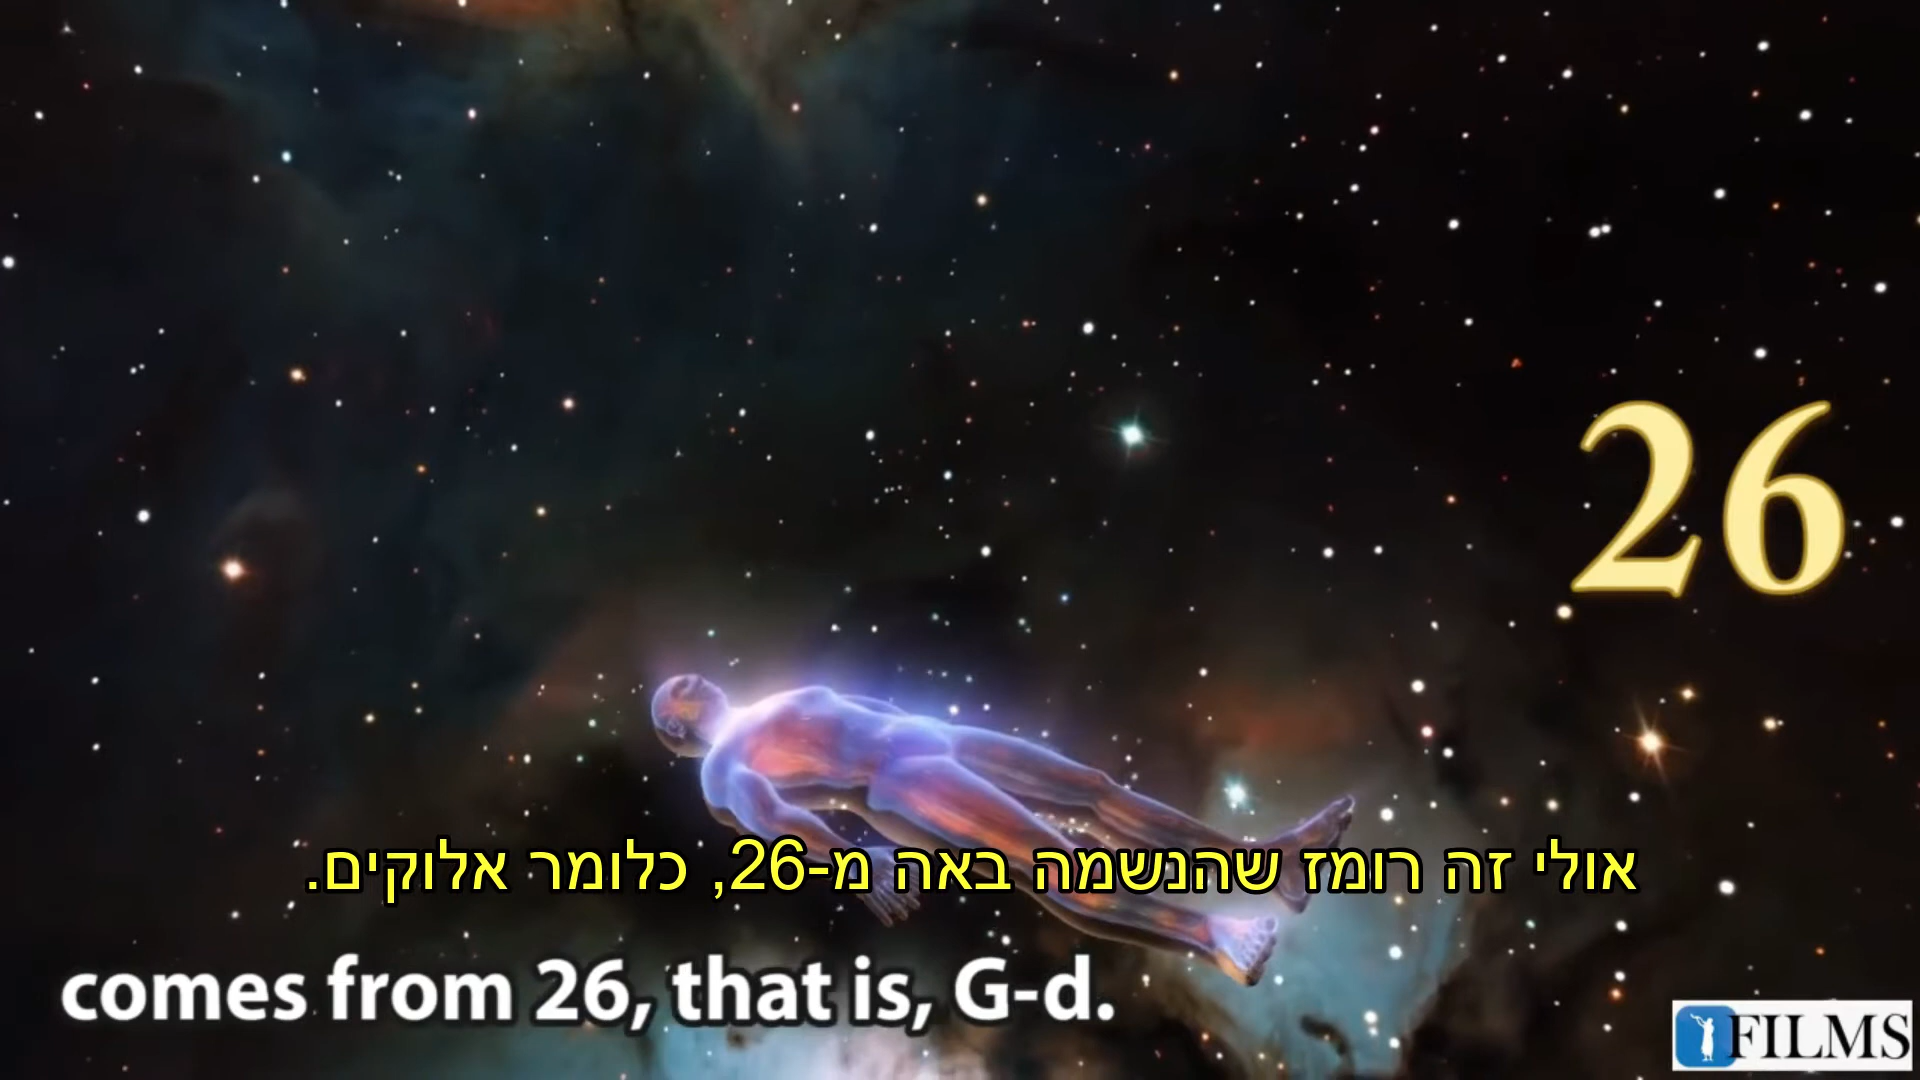 26
אולי זה רומז שהנשמה באה מ-26, כלומר אלוקים.
comes from 26, that is, G-d.
FILMS